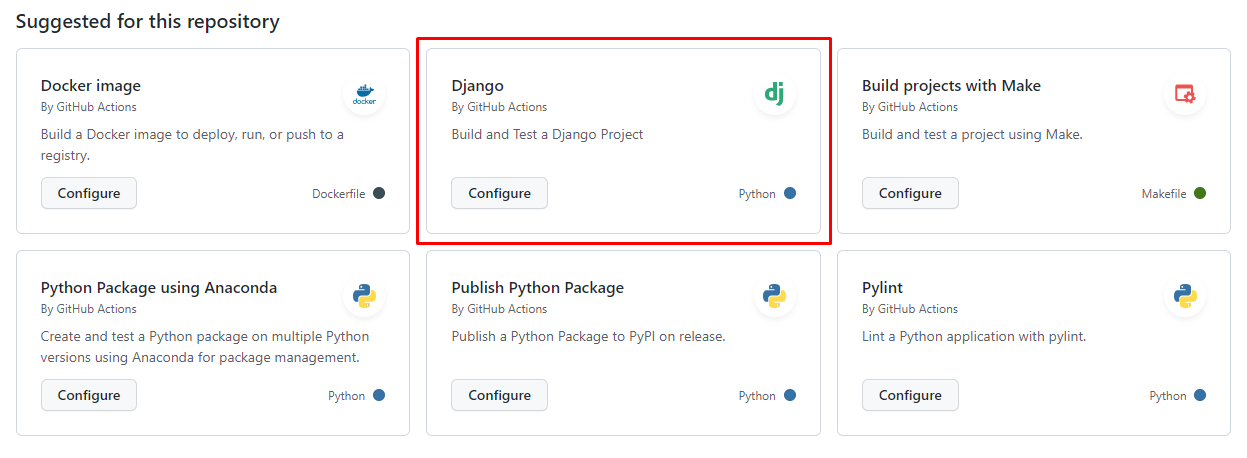 Suggested for this repository
Docker image
By GitHub Actions
Build a Docker image to deploy, run, or push to a
registry.
Configure
Dockerfile
docker
Django
By GitHub Actions
Build and Test a Django Project
Configure
Python
dj
Build projects with Make
By GitHub Actions
Build and test a project using Make.
Configure
Makefile
Python Package using Anaconda
By GitHub Actions
Create and test a Python package on multiple Python
versions using Anaconda for package management.
Configure
Python
Publish Python Package
By GitHub Actions
Publish a Python Package to PyPI on release.
Configure
Python
Pylint
By GitHub Actions
Lint a Python application with pylint.
Configure
Python